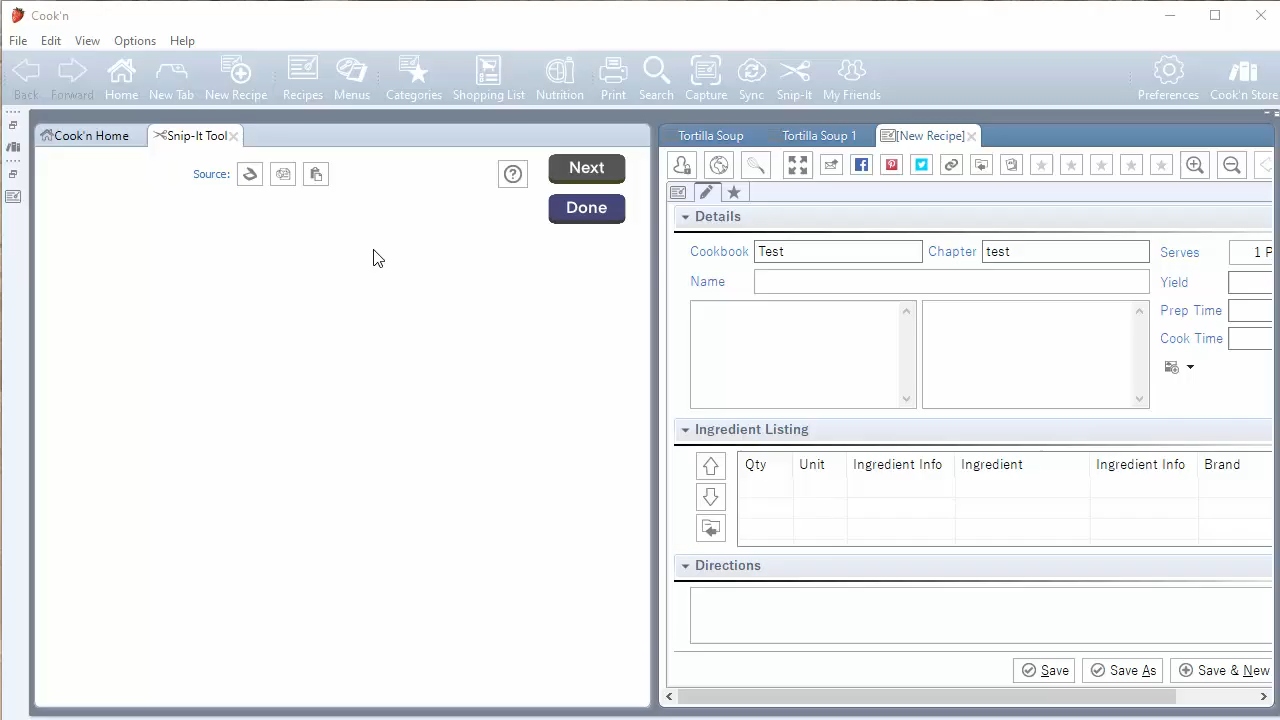 Cook'n
File Edit View Options Help
Back Forward Home New Tab New Recipe Recipes Menus Categories Shopping List Nutrition Print Search Capture Sync Snip-It My Friends Preferences Cook'n Store
Cook'n Home Snip-It Tool
Tortilla Soup Tortilla Soup 1 [New Recipe]
Source:
Next
Done
Details
Cookbook Test Chapter test Serves 1 P
Name Yield
Prep Time
Cook Time
Ingredient Listing
Qty Unit Ingredient Info Ingredient Ingredient Info Brand
Directions
Save Save As Save & New